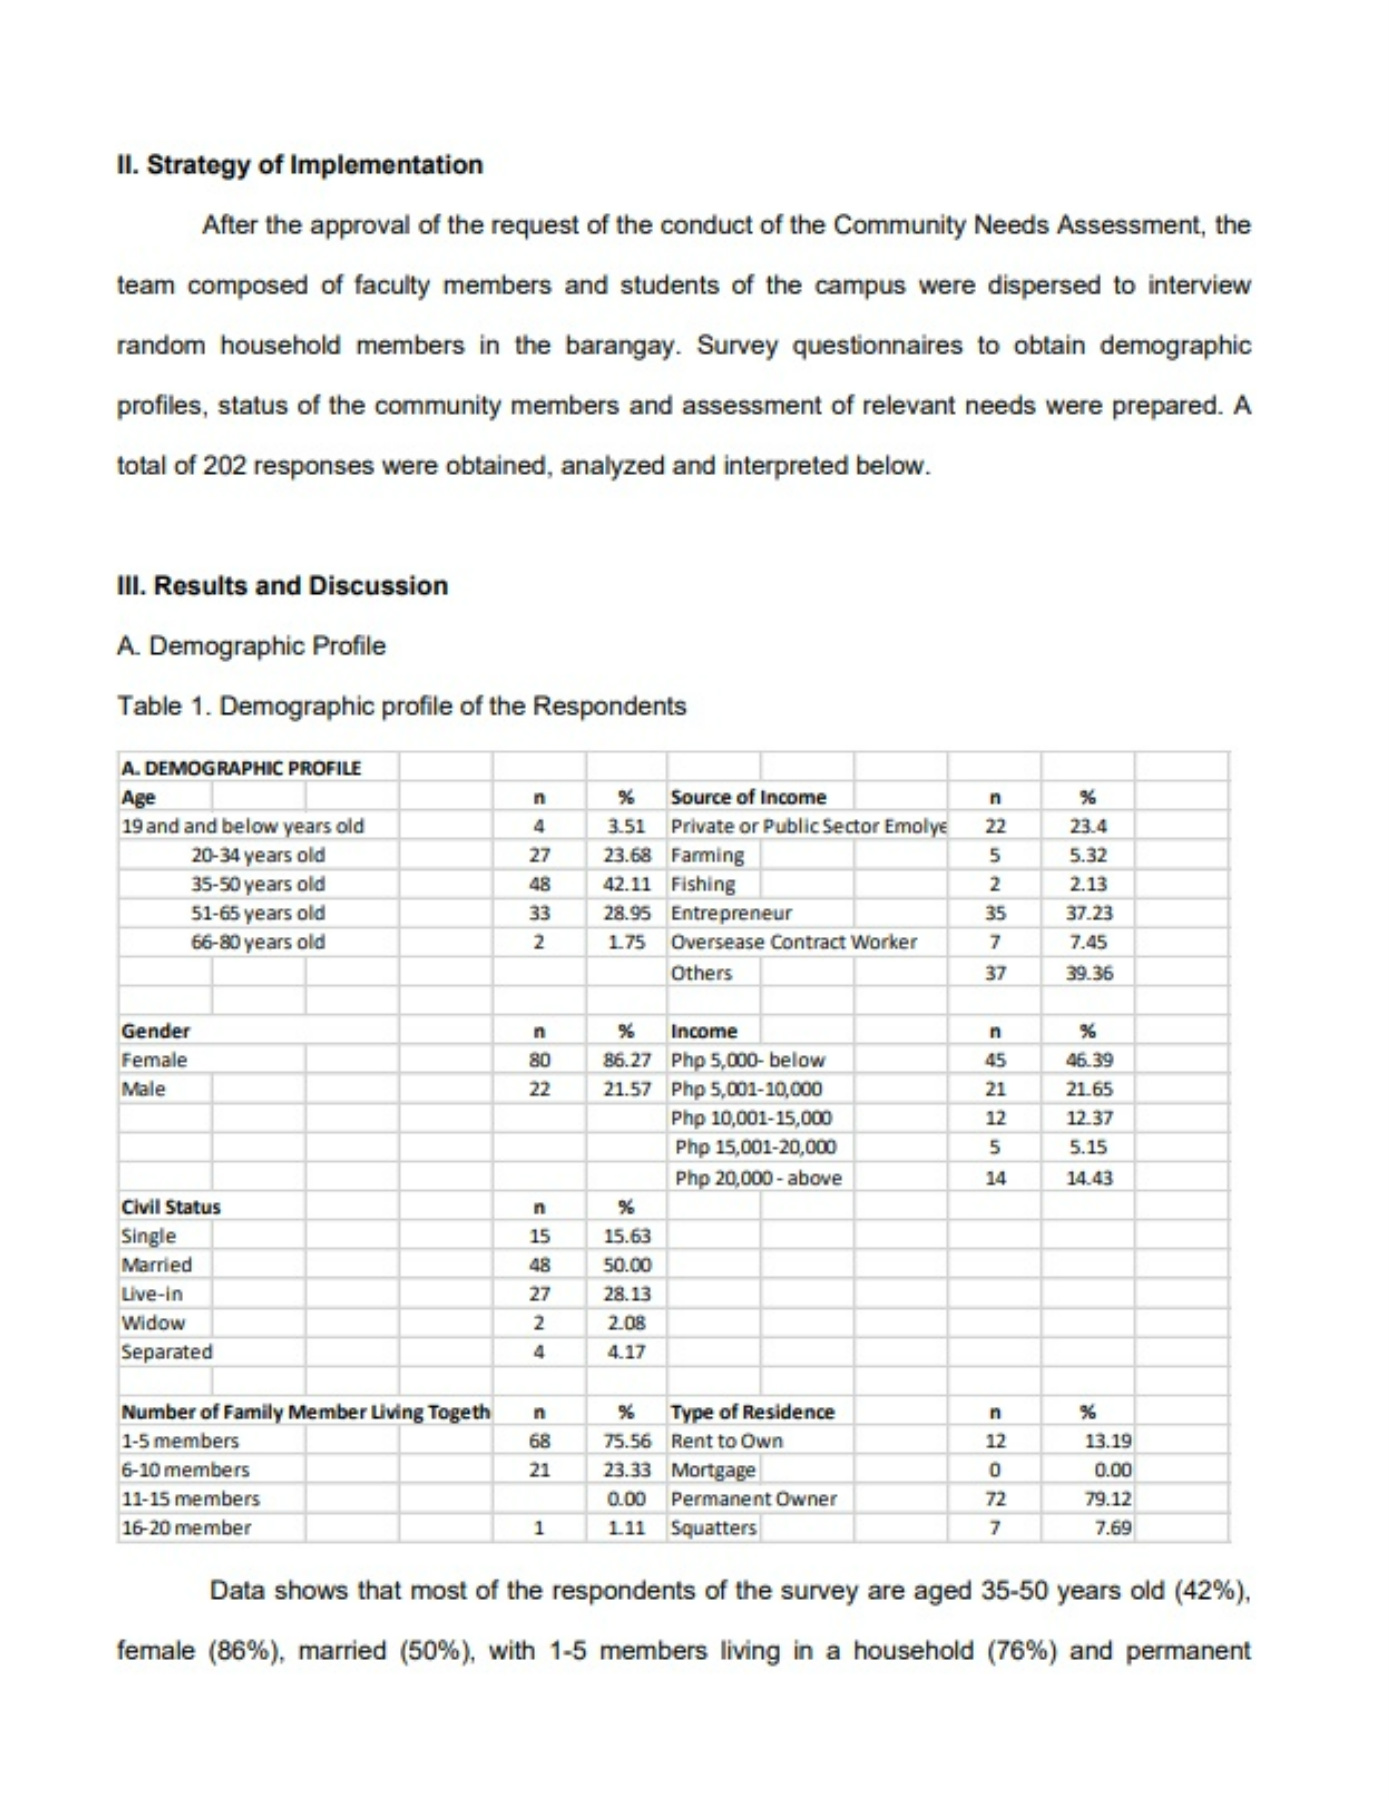 II. Strategy of Implementation
After the approval of the request of the conduct of the Community Needs Assessment, the
team composed of faculty members and students of the campus were dispersed to interview
random household members in the barangay. Survey questionnaires to obtain demographic
profiles, status of the community members and assessment of relevant needs were prepared. A
total of 202 responses were obtained, analyzed and interpreted below.
III. Results and Discussion
A. Demographic Profile
Table 1. Demographic profile of the Respondents
A. DEMOGRAPHIC PROFILE
Age n % Source of Income n %
19 and and below years old 4 3.51 Private or Public Sector Emolye 22 23.4
20-34 years old 27 23.68 Farming 5 5.32
35-50 years old 48 42.11 Fishing 2 2.13
51-65 years old 33 28.95 Entrepreneur 35 37.23
66-80 years old 2 1.75 Oversease Contract Worker 7 7.45
Others 37 39.36
Gender n % Income n %
Female 80 86.27 Php 5,000- below 45 46.39
Male 22 21.57 Php 5,001-10,000 21 21.65
Php 10,001-15,000 12 12.37
Php 15,001-20,000 5 5.15
Php 20,000 - above 14 14.43
Civil Status n %
Single 15 15.63
Married 48 50.00
Live-in 27 28.13
Widow 2 2.08
Separated 4 4.17
Number of Family Member Living Togeth n % Type of Residence n %
1-5 members 68 75.56 Rent to Own 12 13.19
6-10 members 21 23.33 Mortgage 0 0.00
11-15 members 0.00 Permanent Owner 72 79.12
16-20 member 1 1.11 Squatters 7 7.69
Data shows that most of the respondents of the survey are aged 35-50 years old (42%),
female (86%), married (50%), with 1-5 members living in a household (76%) and permanent